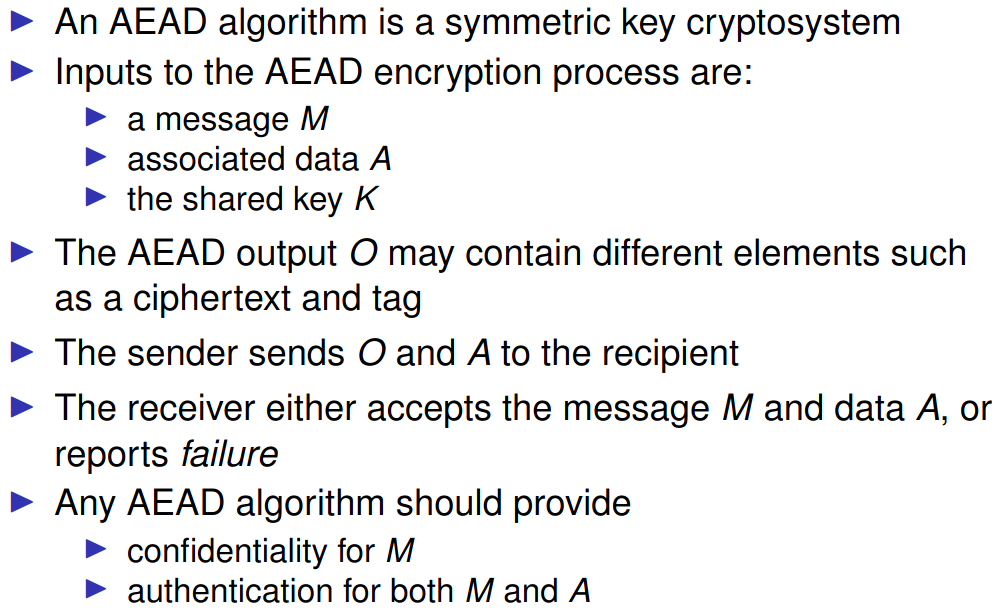 ▶ An AEAD algorithm is a symmetric key cryptosystem
▶ Inputs to the AEAD encryption process are:
▶ a message M
▶ associated data A
▶ the shared key K
▶ The AEAD output O may contain different elements such
as a ciphertext and tag
▶ The sender sends O and A to the recipient
▶ The receiver either accepts the message M and data A, or
reports failure
▶ Any AEAD algorithm should provide
▶ confidentiality for M
▶ authentication for both M and A